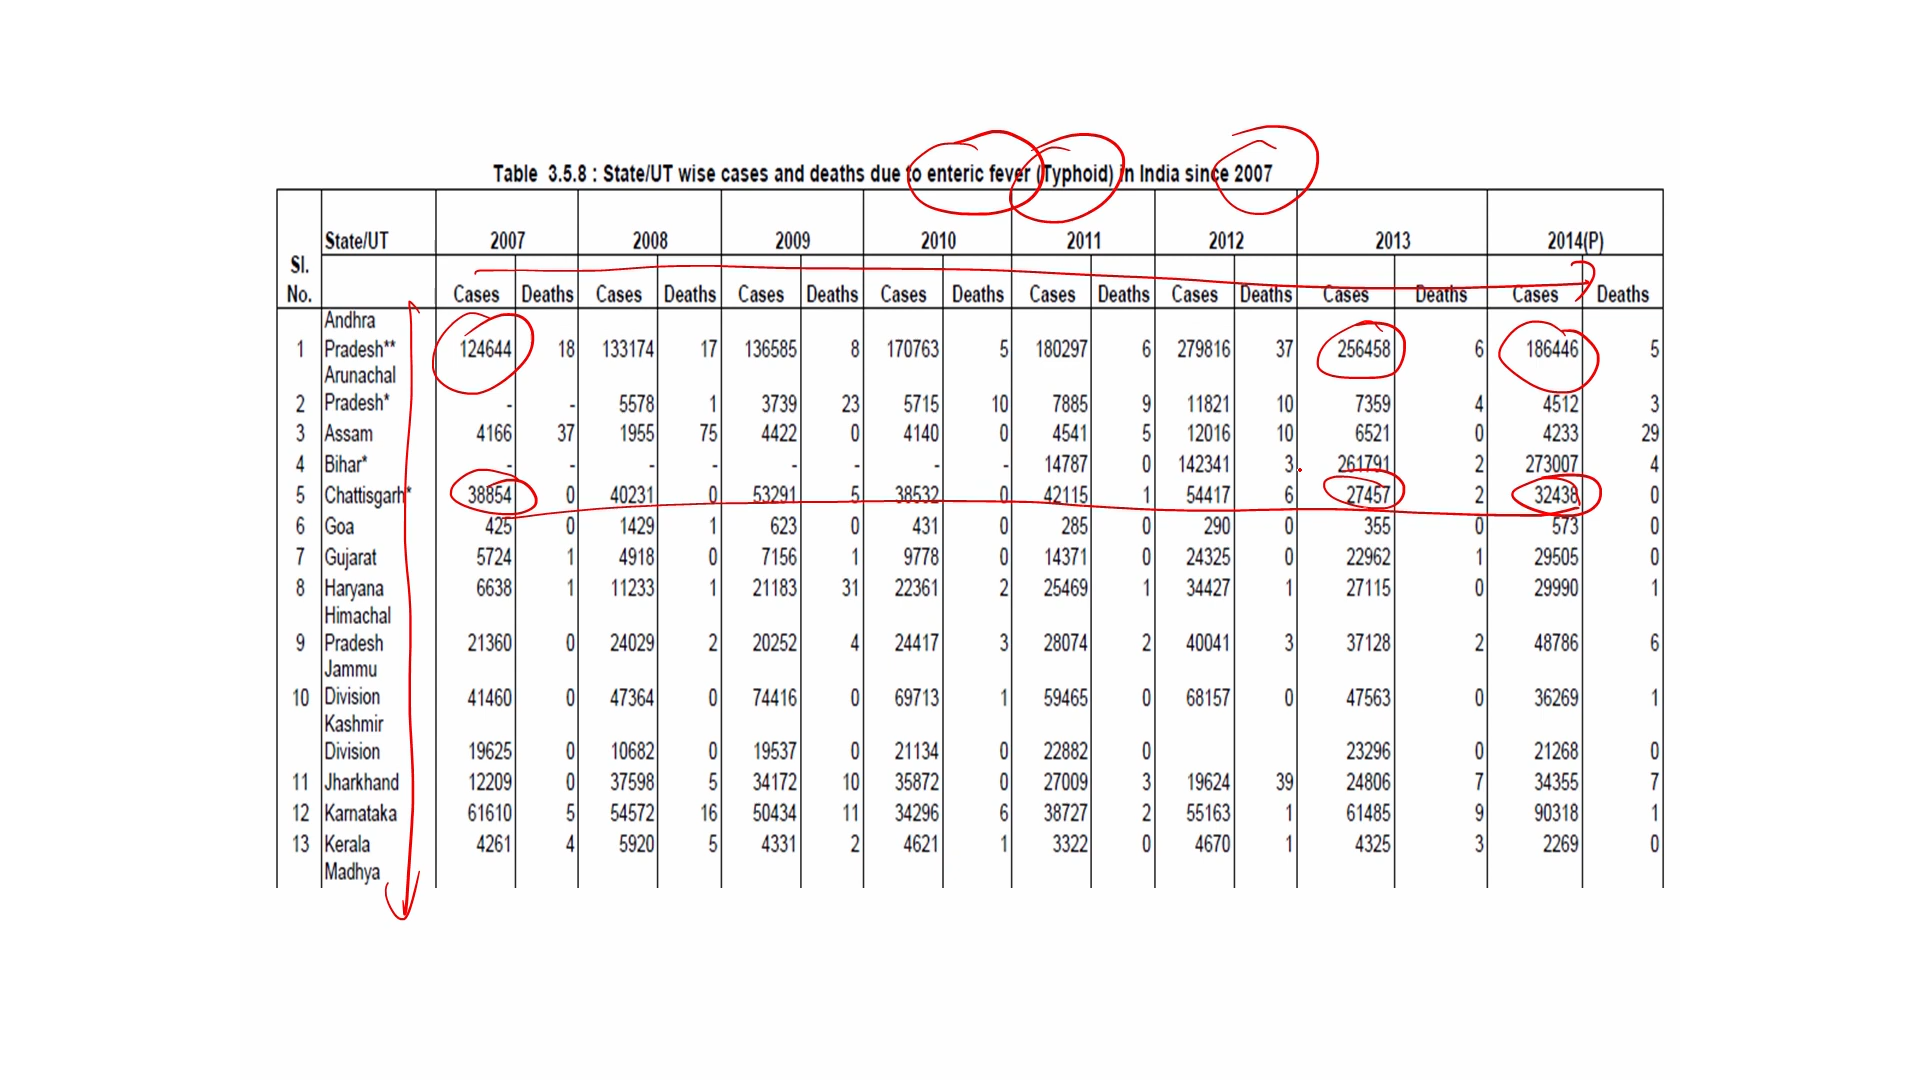 Table 3.5.8 : State/UT wise cases and deaths due to enteric fever (Typhoid) in India since 2007
State/UT 2007 2008 2009 2010 2011 2012 2013 2014(P)
Sl.
No. Cases Deaths Cases Deaths Cases Deaths Cases Deaths Cases Deaths Cases Deaths Cases Deaths Cases Deaths
Andhra
1 Pradesh** 124644 18 133174 17 136585 8 170763 5 180297 6 279816 37 256458 6 186446 5
Arunachal
2 Pradesh* - - 5578 1 3739 23 5715 10 7885 9 11821 10 7359 4 4512 3
3 Assam 4166 37 1955 75 4422 0 4140 0 4541 5 12016 10 6521 0 4233 29
4 Bihar* - - - - - - - - 14787 0 142341 3 261791 2 273007 4
5 Chattisgarh* 38854 0 40231 0 53291 5 38532 0 42115 1 54417 6 27457 2 32438 0
6 Goa 425 0 1429 1 623 0 431 0 285 0 290 0 355 0 573 0
7 Gujarat 5724 1 4918 0 7156 1 9778 0 14371 0 24325 0 22962 1 29505 0
8 Haryana 6638 1 11233 1 21183 31 22361 2 25469 1 34427 1 27115 0 29990 1
Himachal
9 Pradesh 21360 0 24029 2 20252 4 24417 3 28074 2 40041 3 37128 2 48786 6
Jammu
10 Division 41460 0 47364 0 74416 0 69713 1 59465 0 68157 0 47563 0 36269 1
Kashmir
Division 19625 0 10682 0 19537 0 21134 0 22882 0 23296 0 21268 0
11 Jharkhand 12209 0 37598 5 34172 10 35872 0 27009 3 19624 39 24806 7 34355 7
12 Karnataka 61610 5 54572 16 50434 11 34296 6 38727 2 55163 1 61485 9 90318 1
13 Kerala 4261 4 5920 5 4331 2 4621 1 3322 0 4670 1 4325 3 2269 0
Madhya